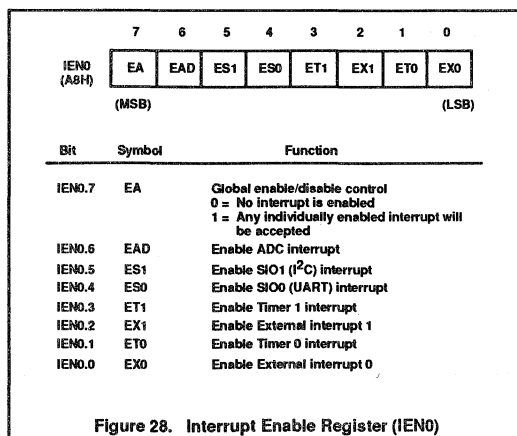 7 6 5 4 3 2 1 0
IEN0 (A8H) EA EAD ES1 ES0 ET1 EX1 ET0 EX0
(MSB) (LSB)
Bit Symbol Function
IEN0.7 EA Global enable/disable control
0 = No interrupt is enabled
1 = Any individually enabled interrupt will
be accepted
IEN0.6 EAD Enable ADC interrupt
IEN0.5 ES1 Enable SIO1 (I²C) interrupt
IEN0.4 ES0 Enable SIO0 (UART) interrupt
IEN0.3 ET1 Enable Timer 1 interrupt
IEN0.2 EX1 Enable External interrupt 1
IEN0.1 ET0 Enable Timer 0 interrupt
IEN0.0 EX0 Enable External interrupt 0
Figure 28. Interrupt Enable Register (IEN0)